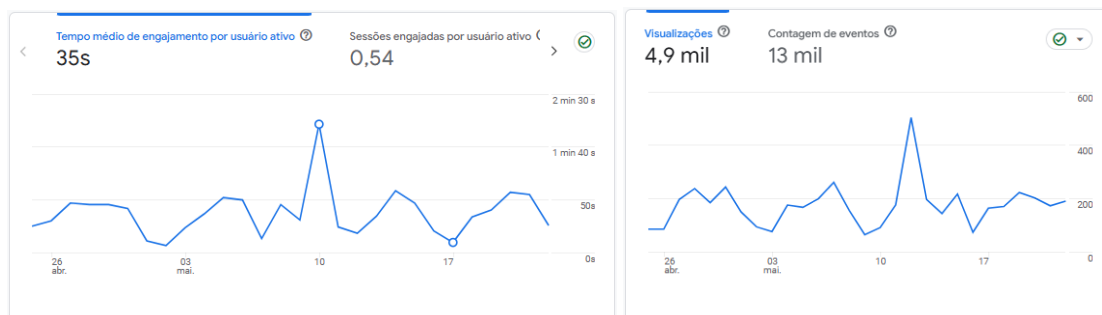 Tempo médio de engajamento por usuário ativo
35s
Sessões engajadas por usuário ativo
0,54
2 min 30 s
1 min 40 s
50s
0s
26
abr.
03
mai.
10
17
Visualizações
4,9 mil
Contagem de eventos
13 mil
600
400
200
0
26
abr.
03
mai.
10
17